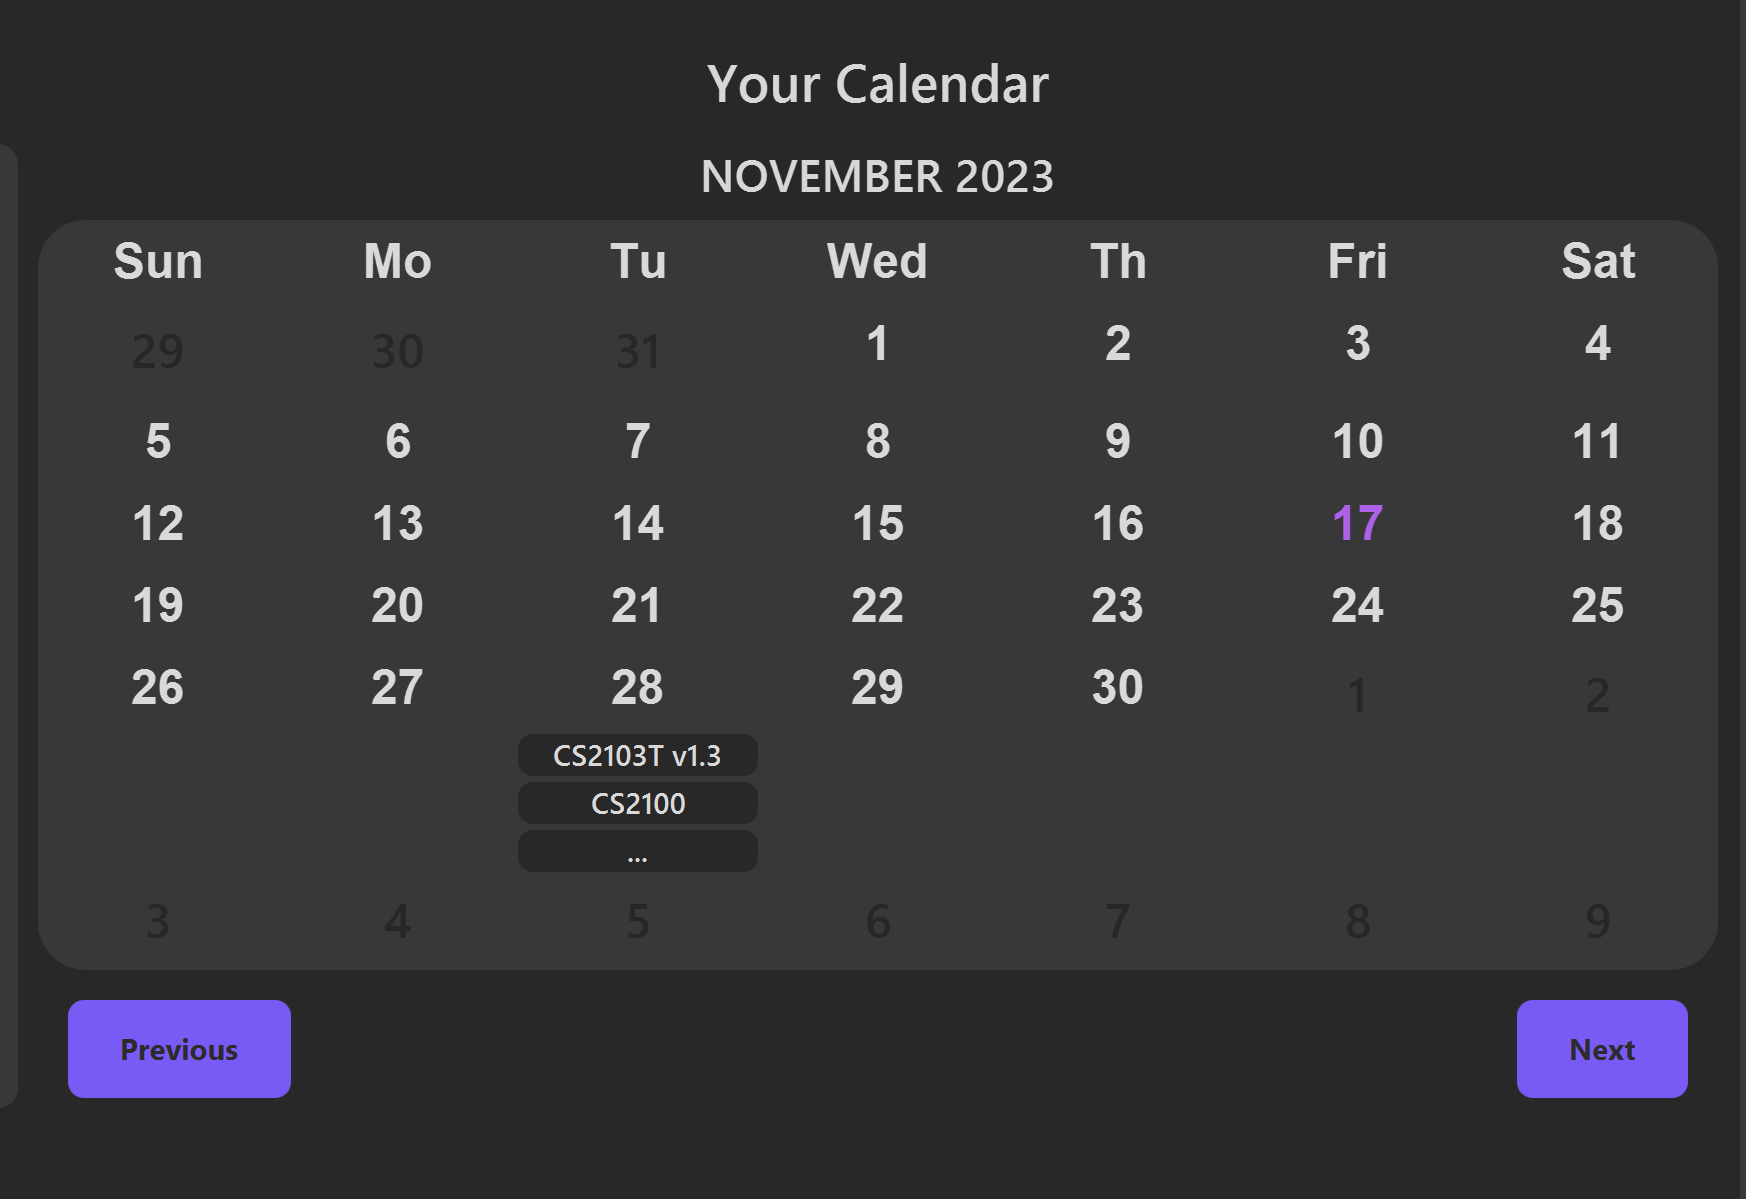 Your Calendar
NOVEMBER 2023
Sun Mo Tu Wed Th Fri Sat
29 30 31 1 2 3 4
5 6 7 8 9 10 11
12 13 14 15 16 17 18
19 20 21 22 23 24 25
26 27 28 29 30 1 2
CS2103T v1.3
CS2100
...
3 4 5 6 7 8 9
Previous Next